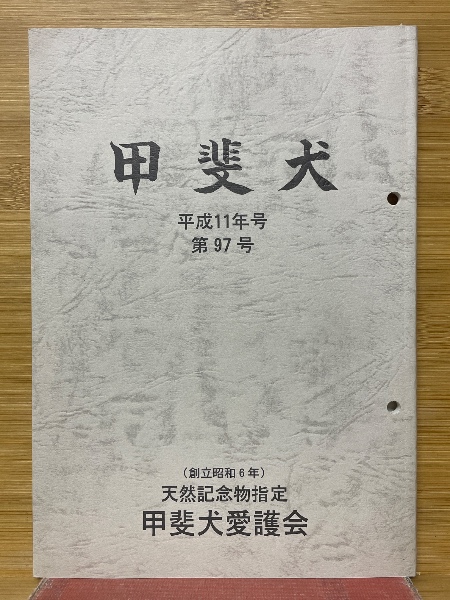 甲斐犬
平成11年号
第97号
（創立昭和6年）
天然記念物指定
甲斐犬愛護会